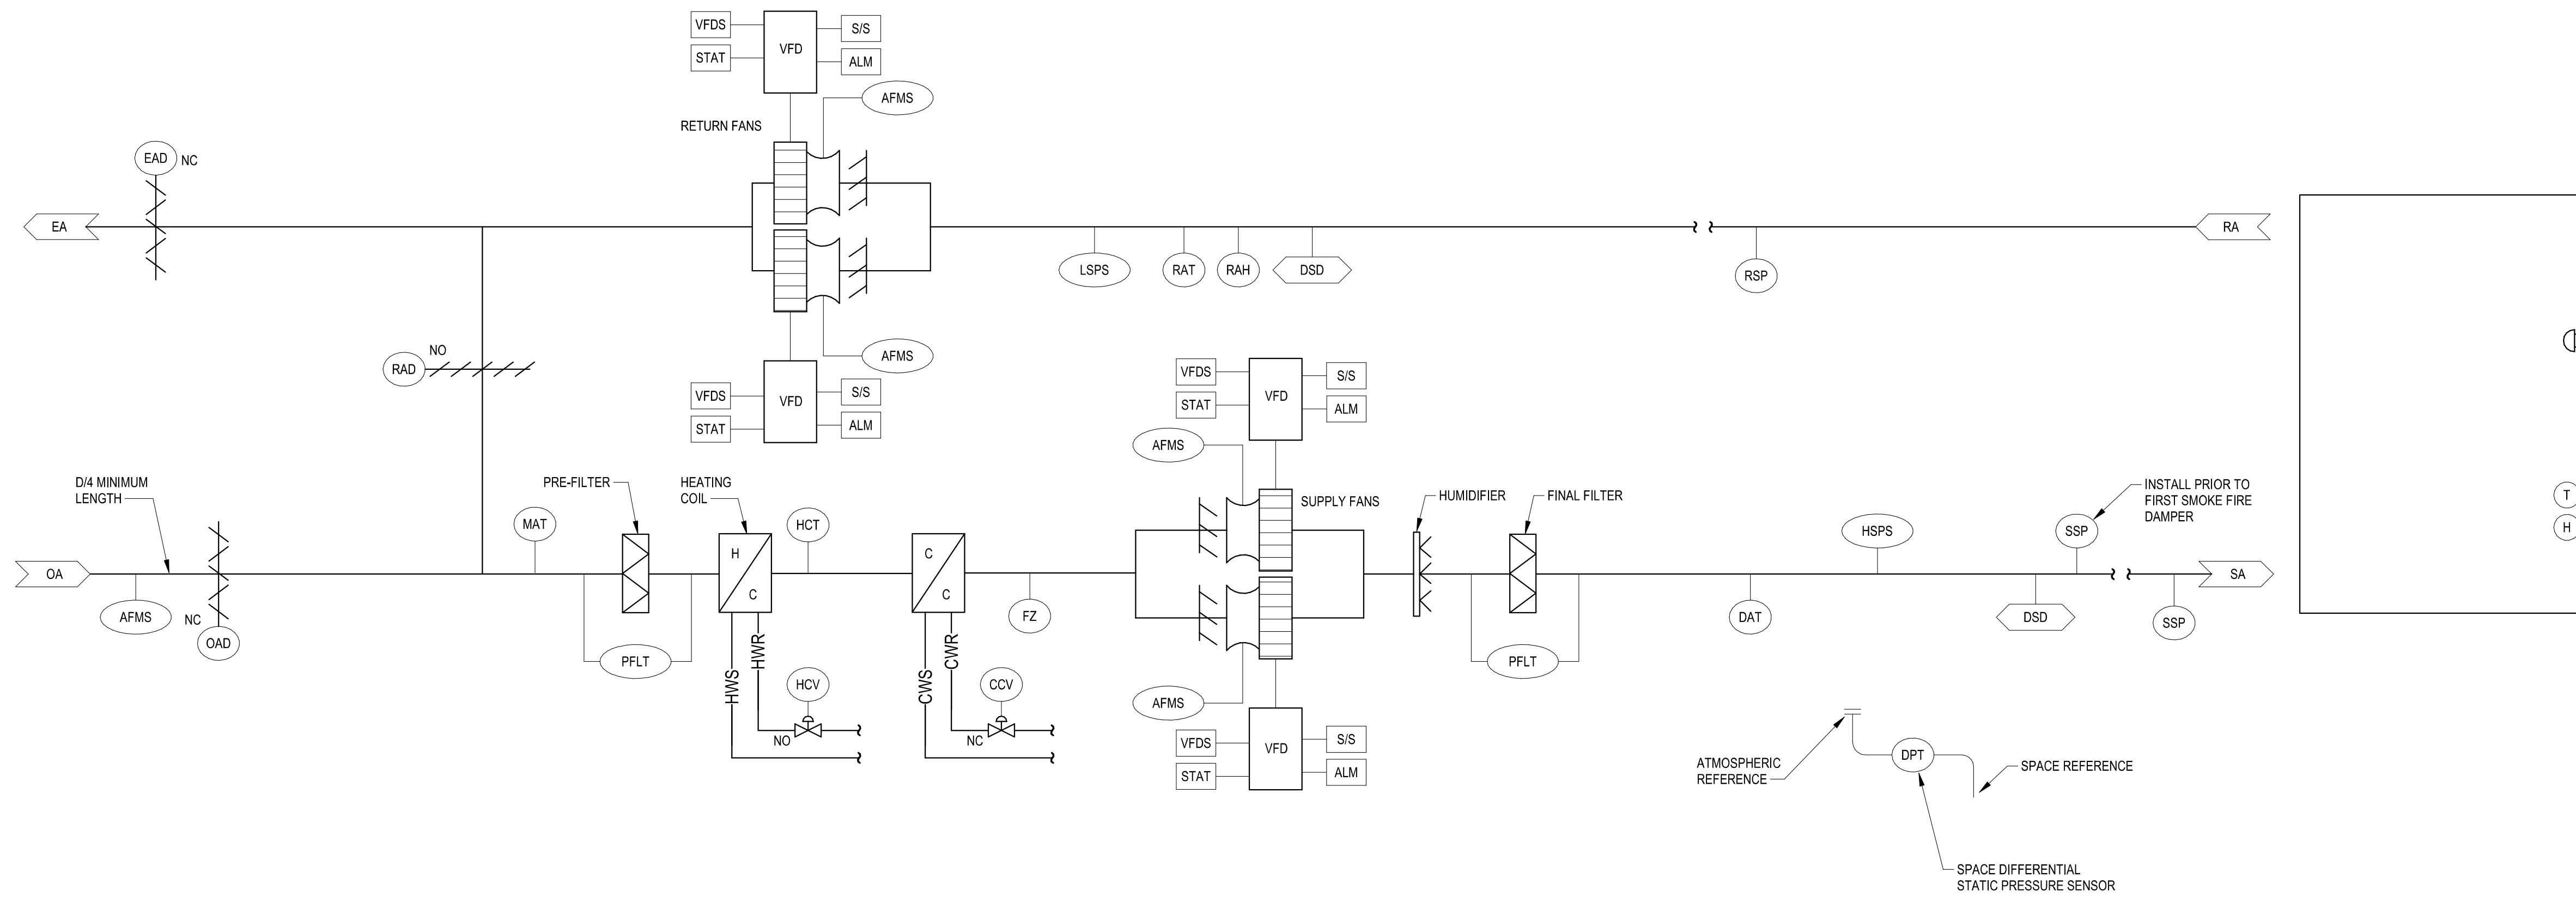 VFDS
STAT
VFD
S/S
ALM
AFMS
RETURN FANS
EAD
NC
EA
LSPS
RAT
RAH
DSD
RSP
RA
AFMS
NO
RAD
VFDS
STAT
VFD
S/S
ALM
VFDS
STAT
VFD
S/S
ALM
AFMS
D/4 MINIMUM
LENGTH
PRE-FILTER
HEATING
COIL
SUPPLY FANS
HUMIDIFIER
FINAL FILTER
INSTALL PRIOR TO
FIRST SMOKE FIRE
DAMPER
MAT
HCT
HSPS
SSP
T
H
OA
H
C
C
C
SA
AFMS
NC
OAD
FZ
DAT
DSD
SSP
PFLT
PFLT
HWS
HWR
CWS
CWR
HCV
NO
CCV
NC
AFMS
VFDS
STAT
VFD
S/S
ALM
ATMOSPHERIC
REFERENCE
DPT
SPACE REFERENCE
SPACE DIFFERENTIAL
STATIC PRESSURE SENSOR